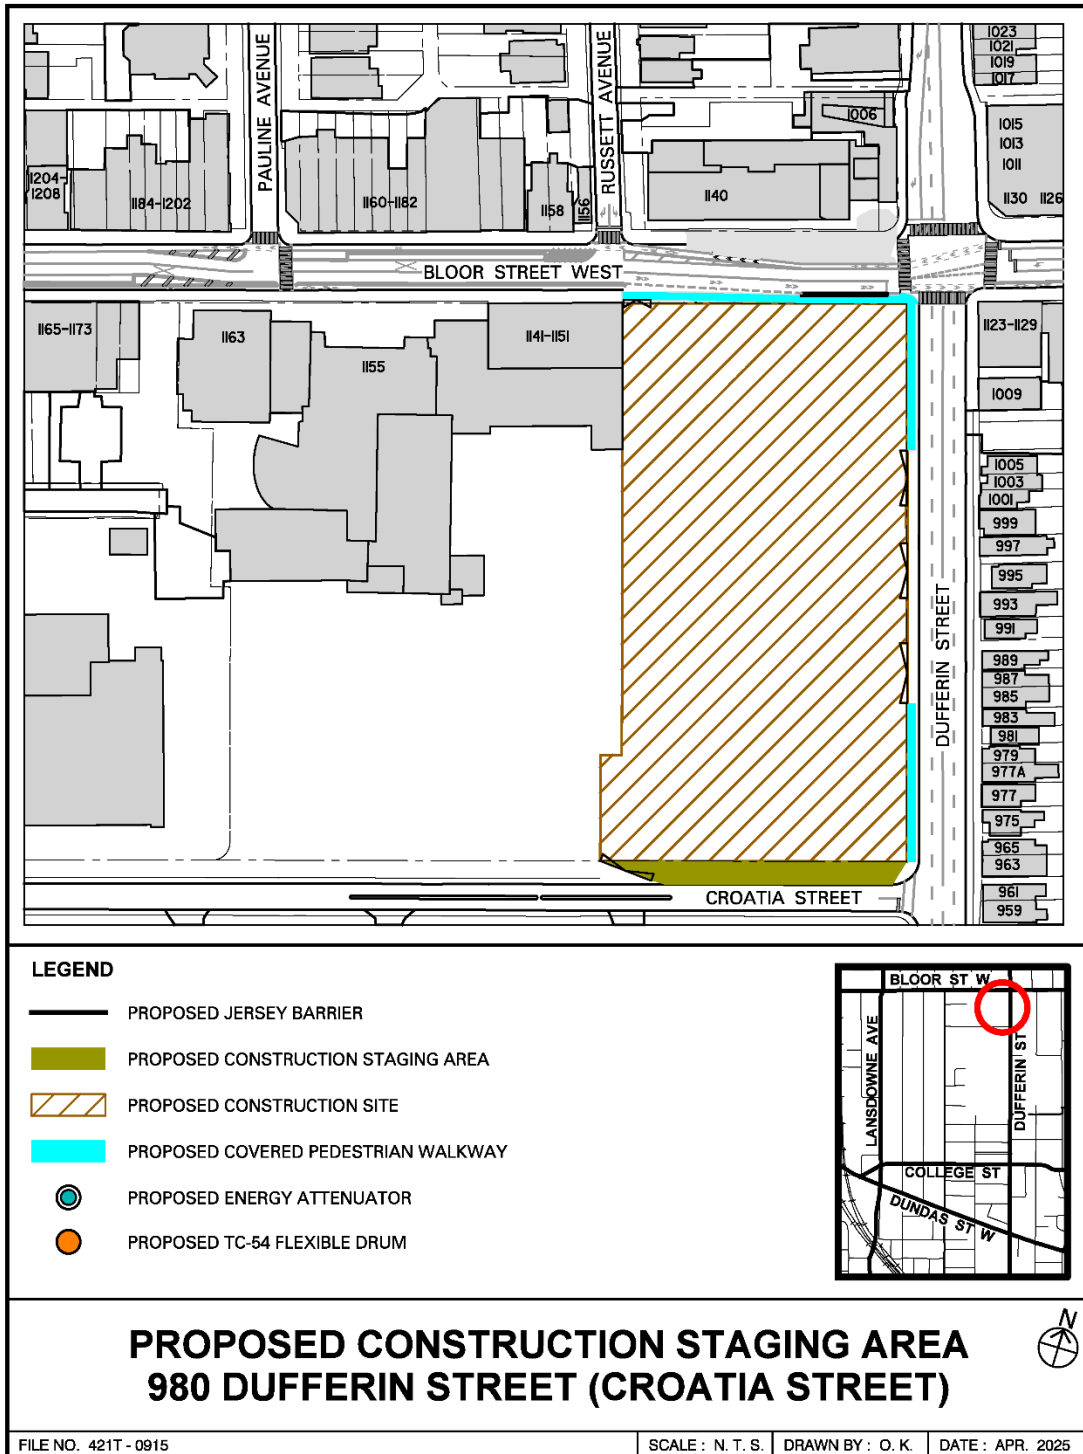 PAULINE AVENUE
RUSSETT AVENUE
1023
1021
1019
1017
1015
1013
1011
1130 1126
1006
1204-
1208
1184-1202
1160-1182
1158
1156
1140
BLOOR STREET WEST
1165-1173
1163
1155
1141-1151
1123-1129
1009
1005
1003
1001
999
997
995
993
991
989
987
985
983
981
979
977A
977
975
965
963
961
959
DUFFERIN STREET
CROATIA STREET
LEGEND
PROPOSED JERSEY BARRIER
PROPOSED CONSTRUCTION STAGING AREA
PROPOSED CONSTRUCTION SITE
PROPOSED COVERED PEDESTRIAN WALKWAY
PROPOSED ENERGY ATTENUATOR
PROPOSED TC-54 FLEXIBLE DRUM
BLOOR ST W
LANSDOWNE AVE
DUFFERIN ST
COLLEGE ST
DUNDAS ST W
PROPOSED CONSTRUCTION STAGING AREA
980 DUFFERIN STREET (CROATIA STREET)
N
FILE NO. 421T - 0915
SCALE : N. T. S.
DRAWN BY : O. K.
DATE : APR. 2025